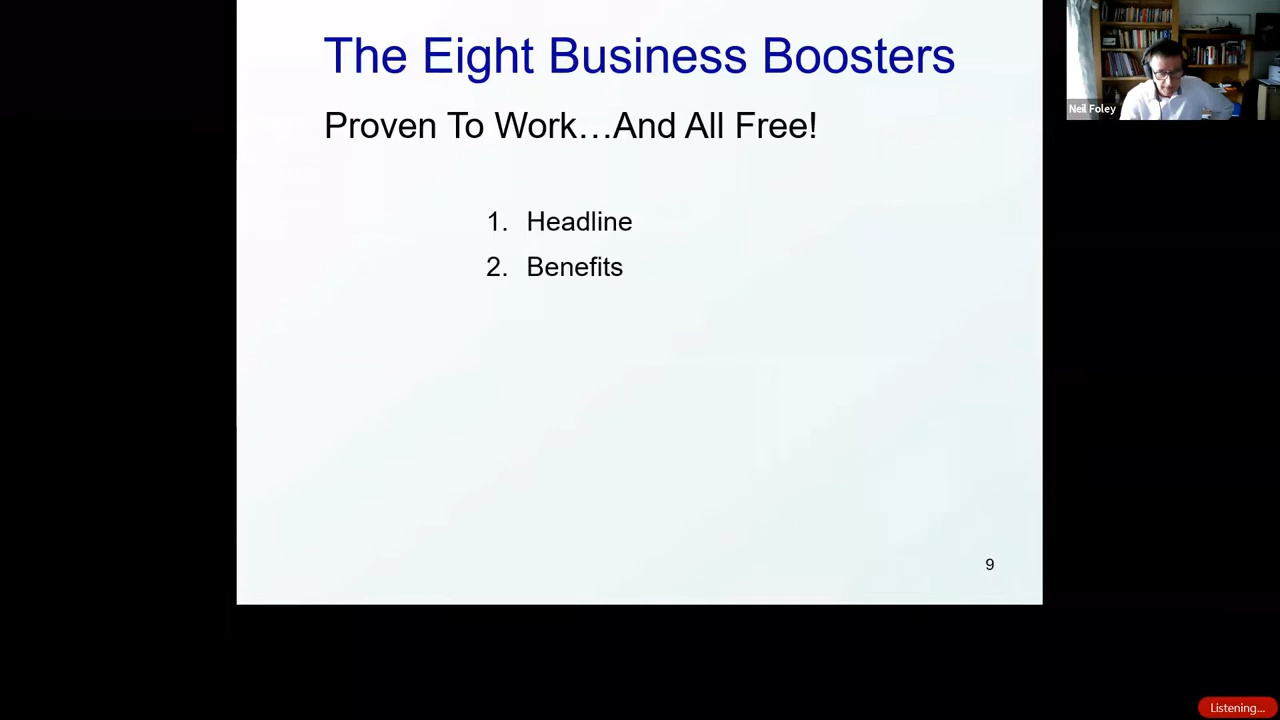 The Eight Business Boosters
Proven To Work…And All Free!
1. Headline
2. Benefits
9
Neil Foley
Listening...